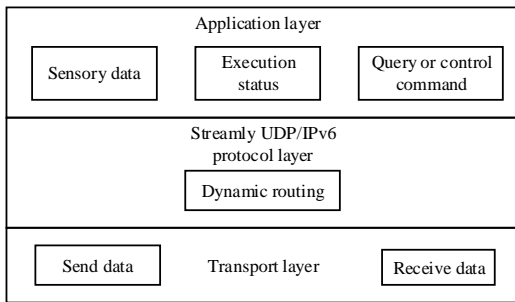 Application layer
Sensory data
Execution
status
Query or control
command
Streamly UDP/IPv6
protocol layer
Dynamic routing
Send data
Transport layer
Receive data